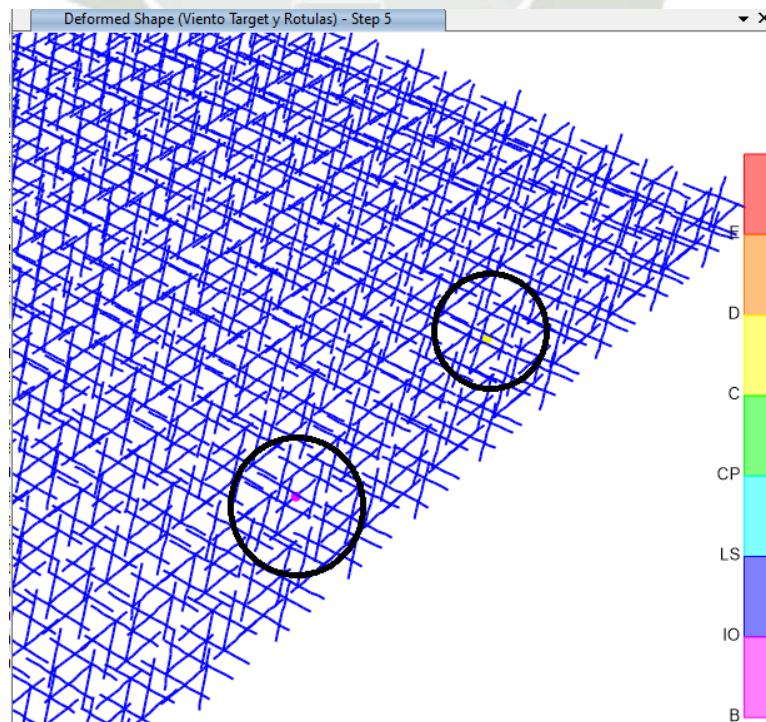 Deformed Shape (Viento Target y Rotulas) - Step 5
E
D
C
CP
LS
IO
B